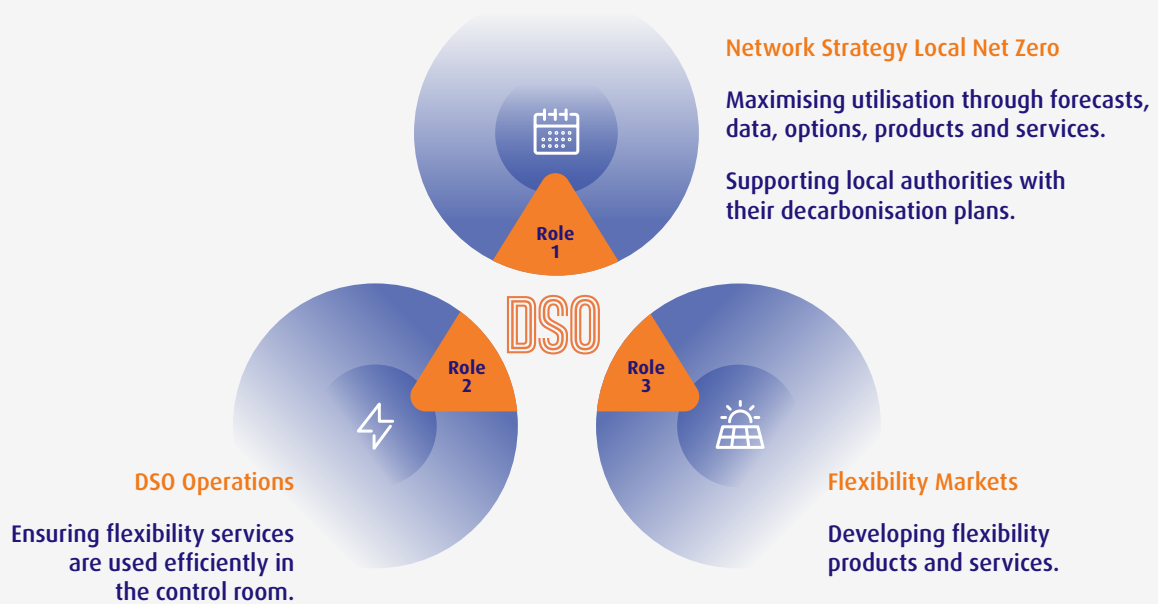 Network Strategy Local Net Zero
Maximising utilisation through forecasts,
data, options, products and services.
Supporting local authorities with
their decarbonisation plans.
Role
1
DSO
Role
2
Role
3
DSO Operations
Ensuring flexibility services
are used efficiently in
the control room.
Flexibility Markets
Developing flexibility
products and services.